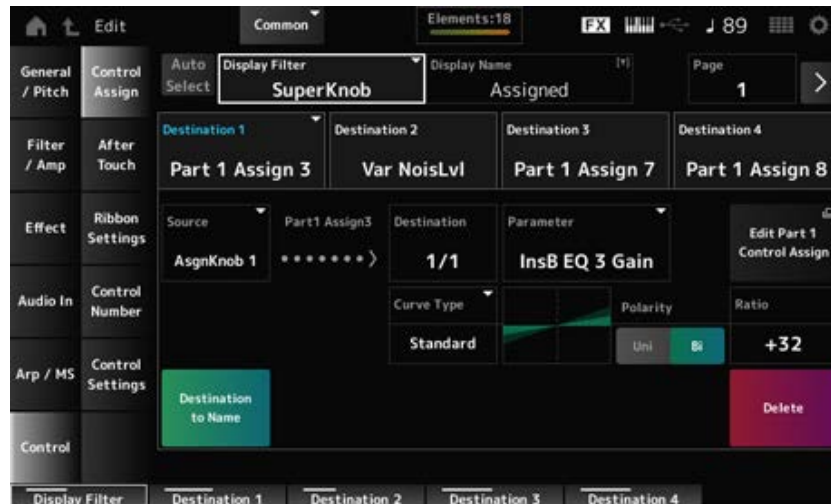 Edit
Common
Elements:18
FX
89
General / Pitch
Control Assign
Auto Select
Display Filter
SuperKnob
Display Name
Assigned
Page
1
Filter / Amp
After Touch
Destination 1
Part 1 Assign 3
Destination 2
Var NoisLvl
Destination 3
Part 1 Assign 7
Destination 4
Part 1 Assign 8
Effect
Ribbon Settings
Source
AsgnKnob 1
Part1 Assign3
Destination
1/1
Parameter
InsB EQ 3 Gain
Edit Part 1
Control Assign
Audio In
Control Number
Curve Type
Standard
Polarity
Uni
Bi
Ratio
+32
Arp / MS
Control Settings
Destination
to Name
Delete
Control
Display Filter
Destination 1
Destination 2
Destination 3
Destination 4